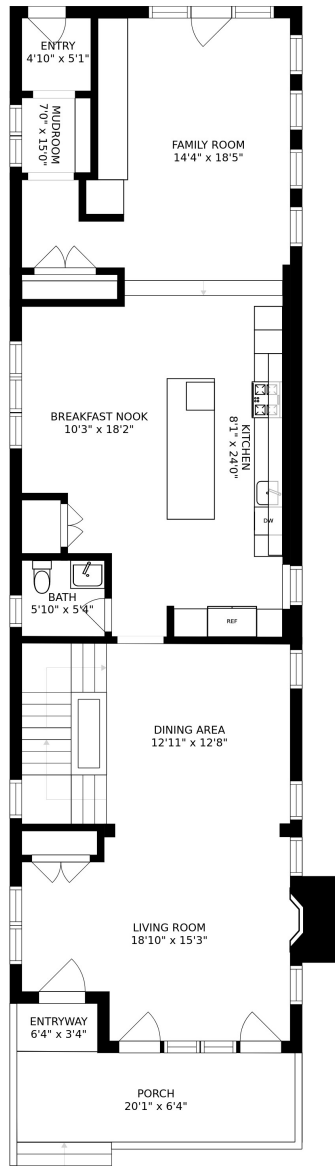 ENTRY
4'10" x 5'1"
MUDROOM
7'0" x 15'0"
FAMILY ROOM
14'4" x 18'5"
BREAKFAST NOOK
10'3" x 18'2"
KITCHEN
8'1" x 24'0"
DW
BATH
5'10" x 5'4"
REF
DINING AREA
12'11" x 12'8"
LIVING ROOM
18'10" x 15'3"
ENTRYWAY
6'4" x 3'4"
PORCH
20'1" x 6'4"